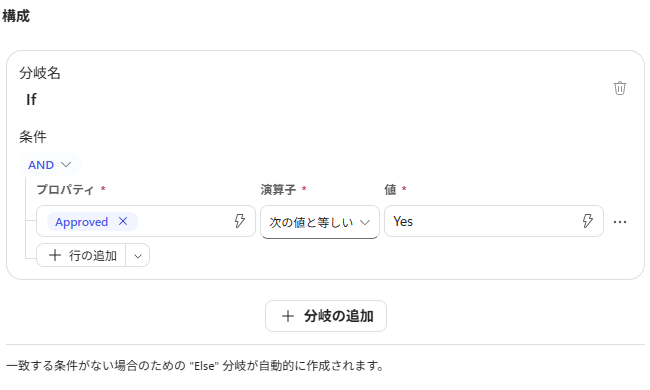 構成
分岐名
If
条件
AND
プロパティ * 演算子 * 値 *
Approved 次の値と等しい Yes
行の追加
分岐の追加
一致する条件がない場合のための "Else" 分岐が自動的に作成されます。